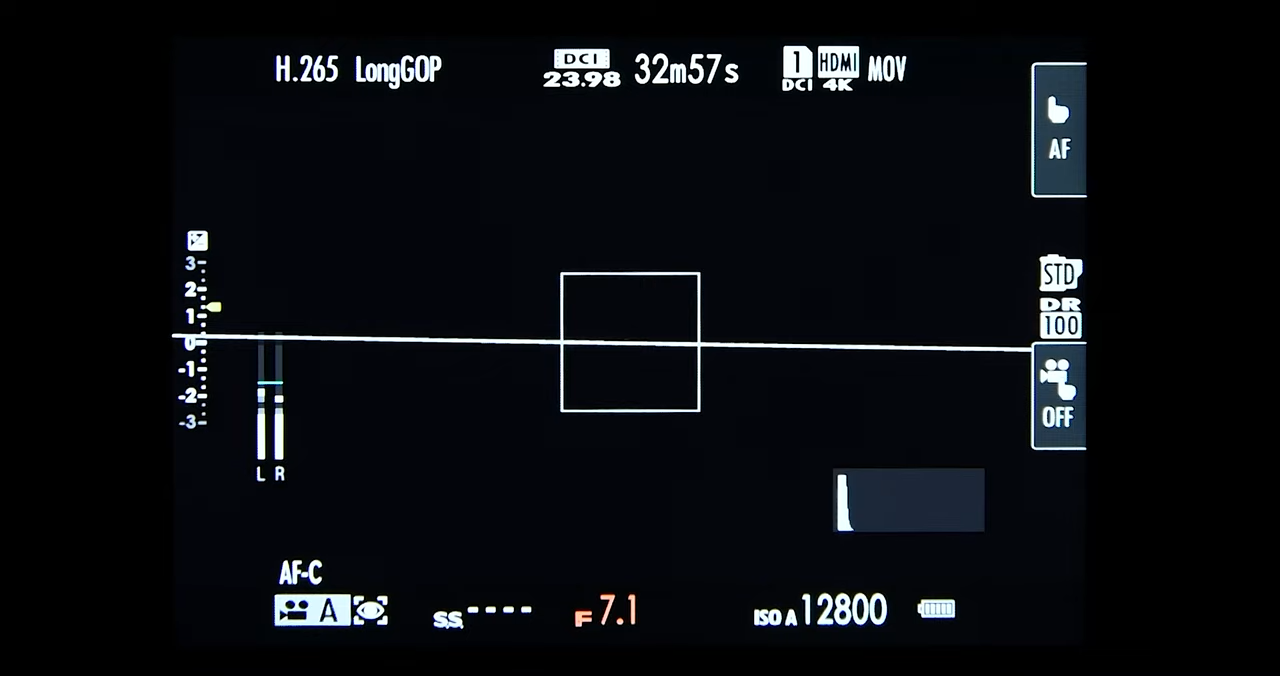 H.265 LongGOP
DCI
23.98
32m57s
1
DCI
HDMI
4K
MOV
AF
3
2
1
0
-1
-2
-3
L R
STD
DR
100
OFF
AF-C
A
SS ----
F7.1
ISO A 12800